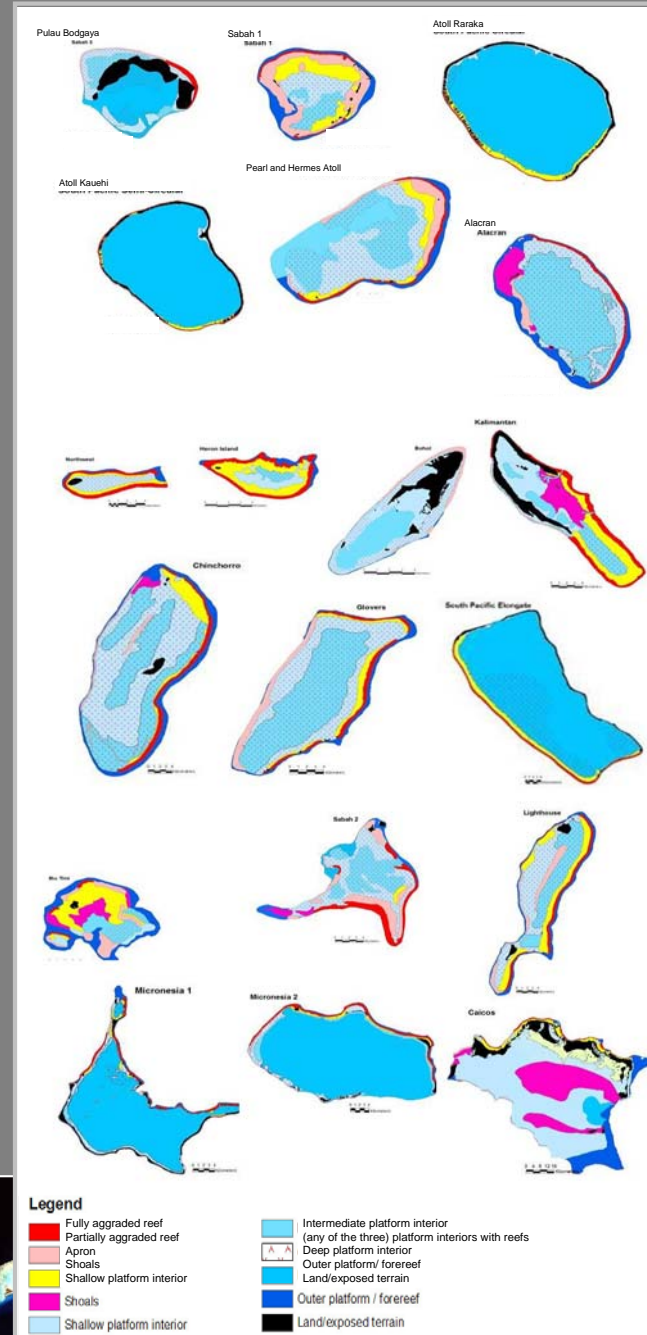 Pulau Bodgaya
Sabah 1
Sabah 1
Atoll Raraka
Atoll Kauehi
Pearl and Hermes Atoll
Alacran
Alacran
Northwest
Heron Island
Bohol
Kalimantan
Chinchorro
Glovers
South Pacific Elongate
Sabah 2
Lighthouse
Micronesia 1
Micronesia 2
Caicos
Legend
Fully aggraded reef
Partially aggraded reef
Apron
Shoals
Shallow platform interior
Shoals
Shallow platform interior
Intermediate platform interior
(any of the three) platform interiors with reefs
Deep platform interior
Outer platform/ forereef
Land/exposed terrain
Outer platform / forereef
Land/exposed terrain